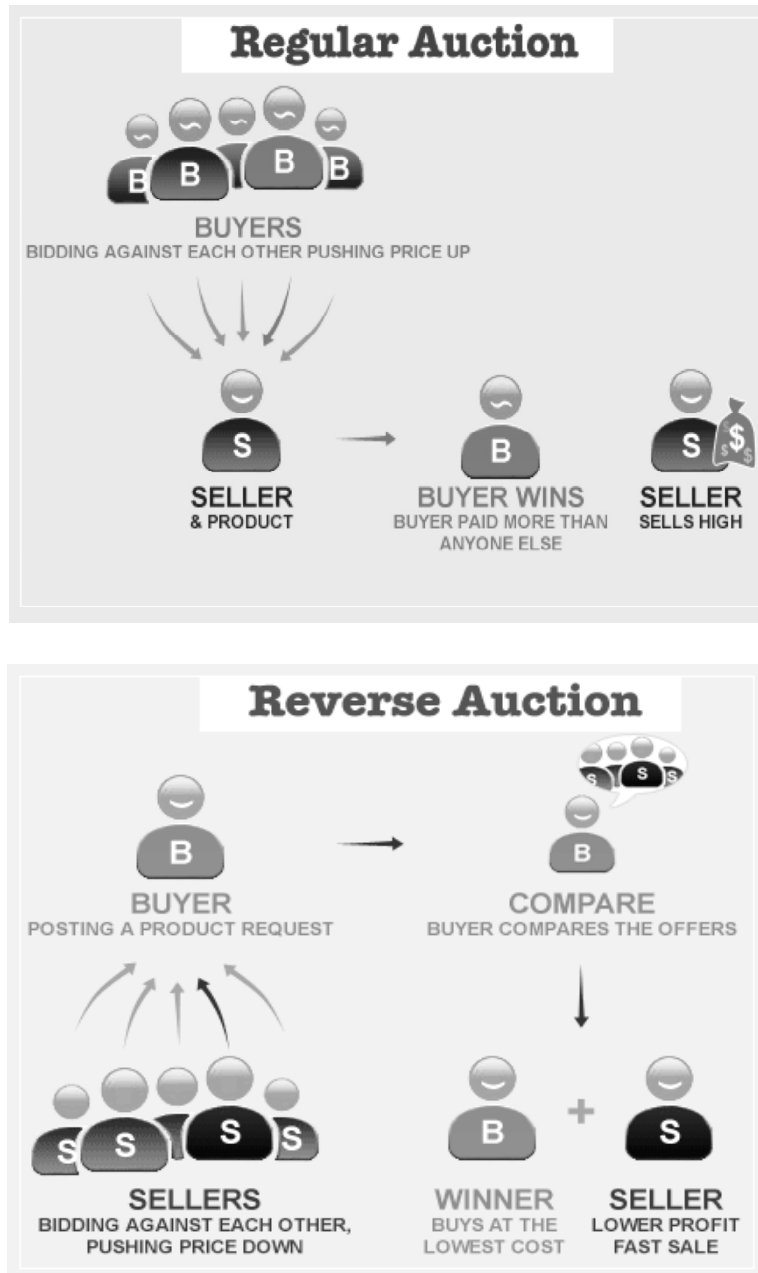 Regular Auction
B B B B
BUYERS
BIDDING AGAINST EACH OTHER PUSHING PRICE UP
S
SELLER
& PRODUCT
B
BUYER WINS
BUYER PAID MORE THAN
ANYONE ELSE
S $ $ $ $
SELLER
SELLS HIGH
Reverse Auction
S S S
B
BUYER
POSTING A PRODUCT REQUEST
B
COMPARE
BUYER COMPARES THE OFFERS
S S S S
SELLERS
BIDDING AGAINST EACH OTHER,
PUSHING PRICE DOWN
B +
WINNER
BUYS AT THE
LOWEST COST
S
SELLER
LOWER PROFIT
FAST SALE